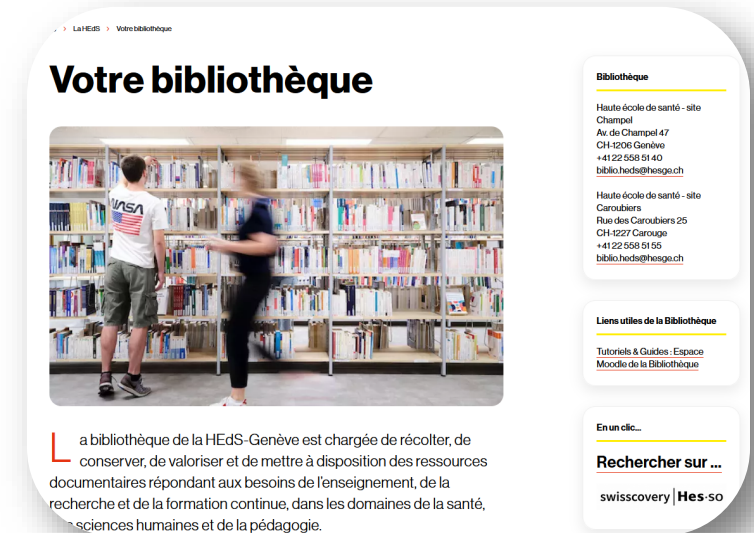 › La HEdS › Votre bibliothèque
Votre bibliothèque
NASA
La bibliothèque de la HEdS-Genève est chargée de récolter, de
conserver, de valoriser et de mettre à disposition des ressources
documentaires répondant aux besoins de l'enseignement, de la
recherche et de la formation continue, dans les domaines de la santé,
sciences humaines et de la pédagogie.
Bibliothèque
Haute école de santé - site
Champel
Av. de Champel 47
CH-1206 Genève
+41 22 558 51 40
biblio.heds@hesge.ch
Haute école de santé - site
Caroubiers
Rue des Caroubiers 25
CH-1227 Carouge
+41 22 558 51 55
biblio.heds@hesge.ch
Liens utiles de la Bibliothèque
Tutoriels & Guides : Espace
Moodle de la Bibliothèque
En un clic...
Rechercher sur ...
swisscovery | Hes·so